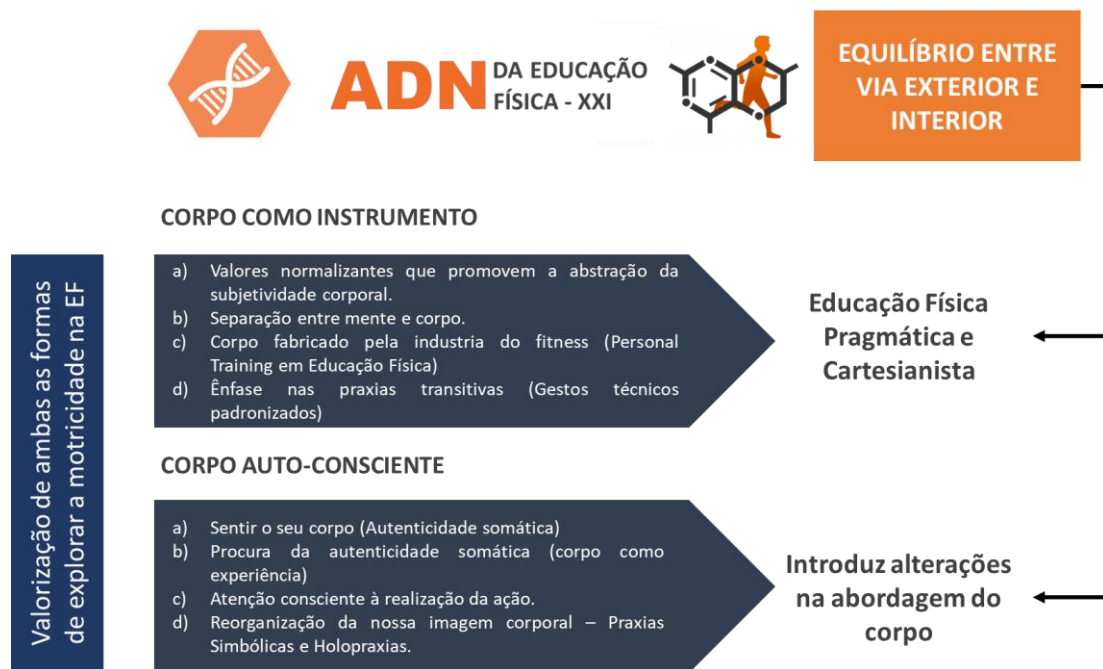 ADN DA EDUCAÇÃO
FÍSICA - XXI
EQUILÍBRIO ENTRE
VIA EXTERIOR E
INTERIOR
Valorização de ambas as formas
de explorar a motricidade na EF
CORPO COMO INSTRUMENTO
a) Valores normalizantes que promovem a abstração da
subjetividade corporal.
b) Separação entre mente e corpo.
c) Corpo fabricado pela industria do fitness (Personal
Training em Educação Física)
d) Ênfase nas praxias transitivas (Gestos técnicos
padronizados)
Educação Física
Pragmática e
Cartesianista
CORPO AUTO-CONSCIENTE
a) Sentir o seu corpo (Autenticidade somática)
b) Procura da autenticidade somática (corpo como
experiência)
c) Atenção consciente à realização da ação.
d) Reorganização da nossa imagem corporal – Praxias
Simbólicas e Holopraxias.
Introduz alterações
na abordagem do
corpo